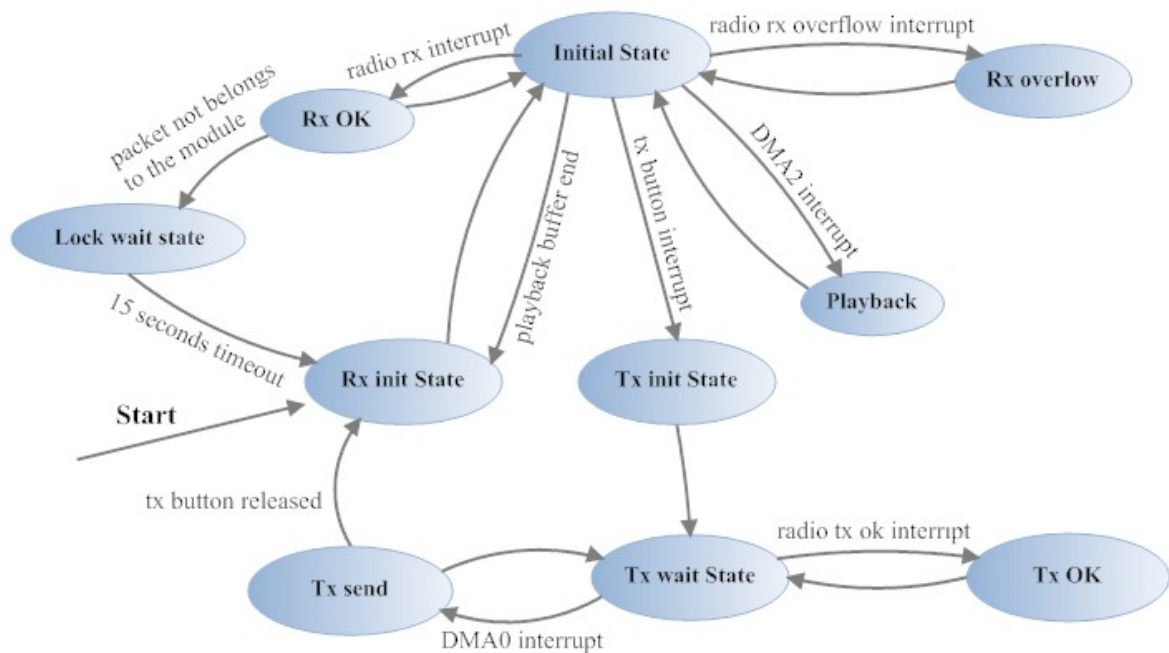 radio rx overflow interrupt
radio rx interrupt
Initial State
Rx overlow
Rx OK
packet not belongs
to the module
DMA2 interrupt
tx button interrupt
playback buffer end
Lock wait state
Playback
15 seconds timeout
Rx init State
Tx init State
Start
tx button released
radio tx ok interript
Tx send
Tx wait State
Tx OK
DMA0 interrupt